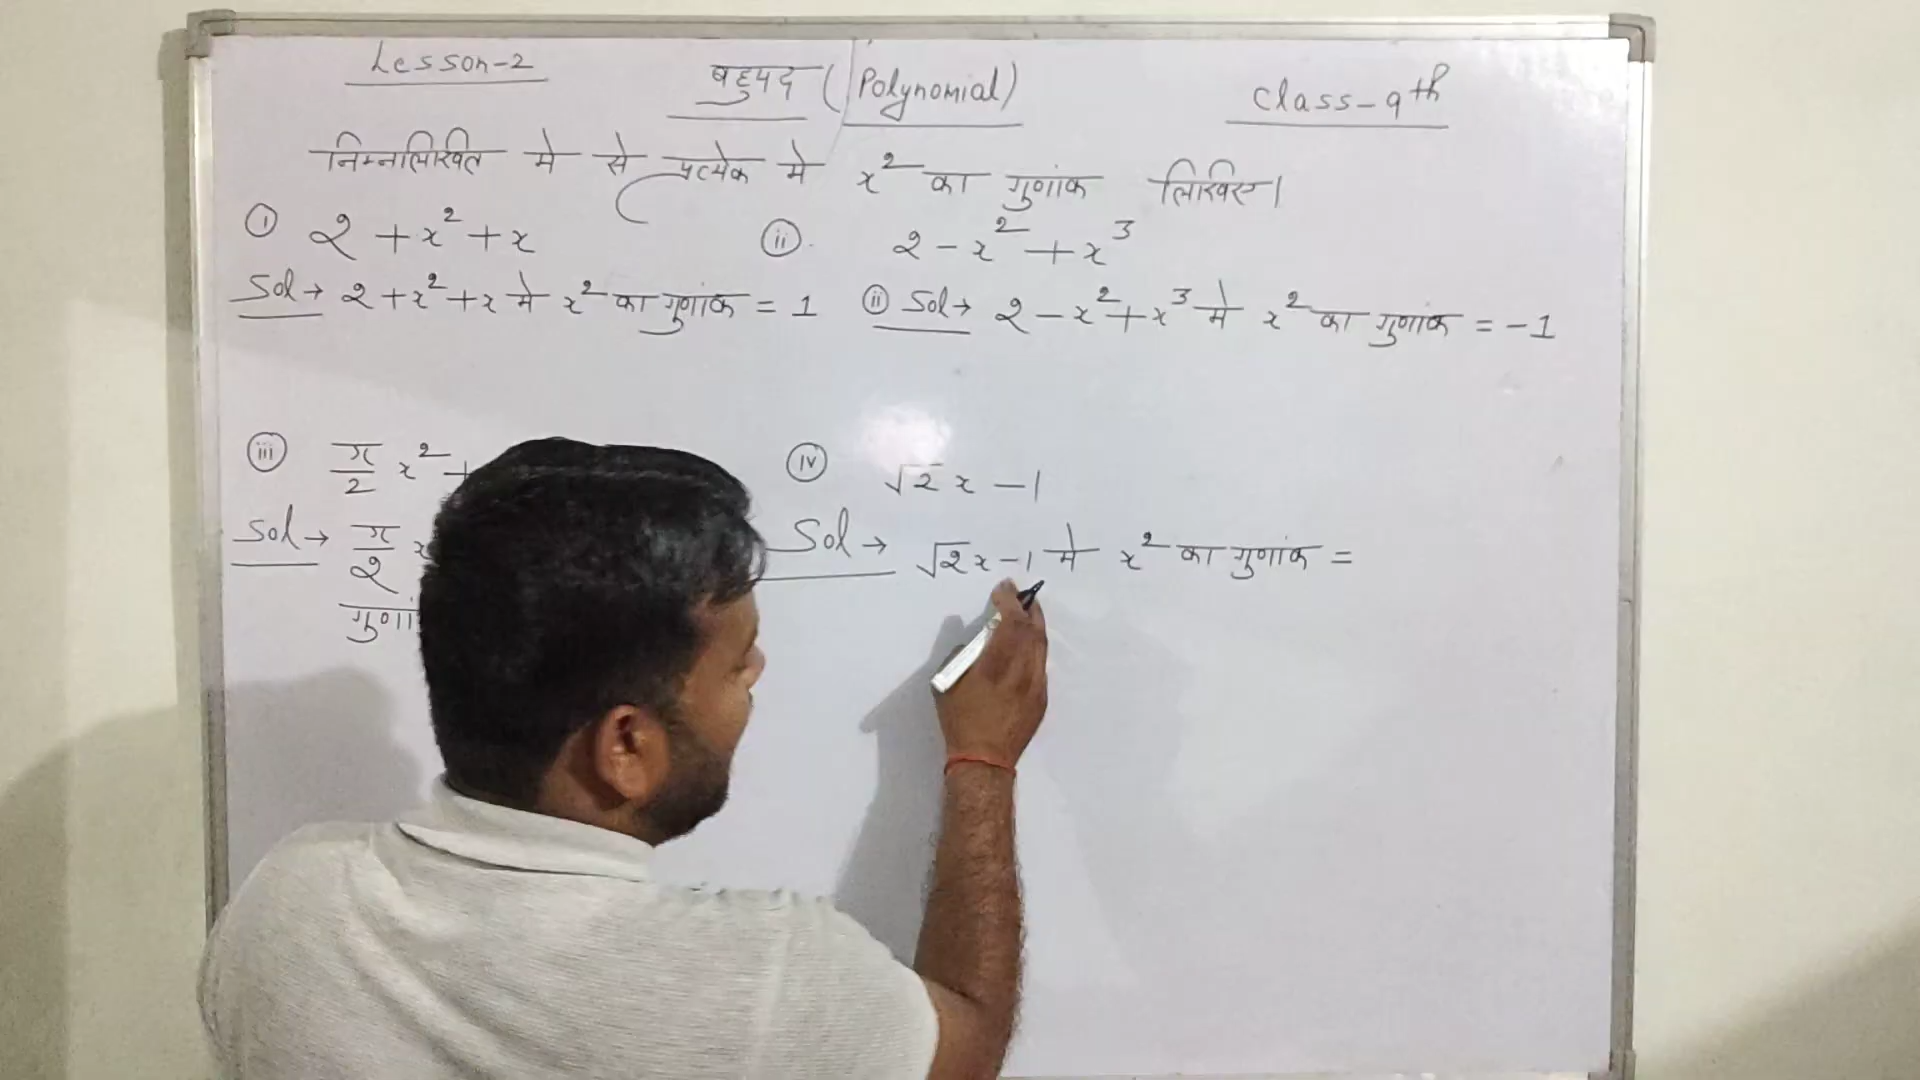 Lesson-2
बहुपद (Polynomial)
Class-9th
निम्नलिखित मे से प्रत्येक मे x² का गुणांक लिखिए।
(i) 2 + x² + x
(ii) 2 - x² + x³
Sol → 2 + x² + x मे x² का गुणांक = 1
(ii) Sol → 2 - x² + x³ मे x² का गुणांक = -1
(iii) π/2 x² +
(iv) √2 x - 1
Sol → π/2 x
Sol → √2x - 1 मे x² का गुणांक =